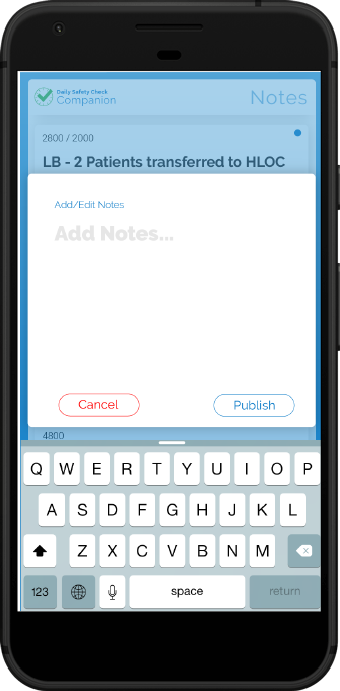 Daily Safety Check
Companion
Notes
2800 / 2000
LB - 2 Patients transferred to HLOC
Add/Edit Notes
Add Notes...
Cancel
Publish
4800
Q W E R T Y U I O P
A S D F G H J K L
Z X C V B N M
123
space
return